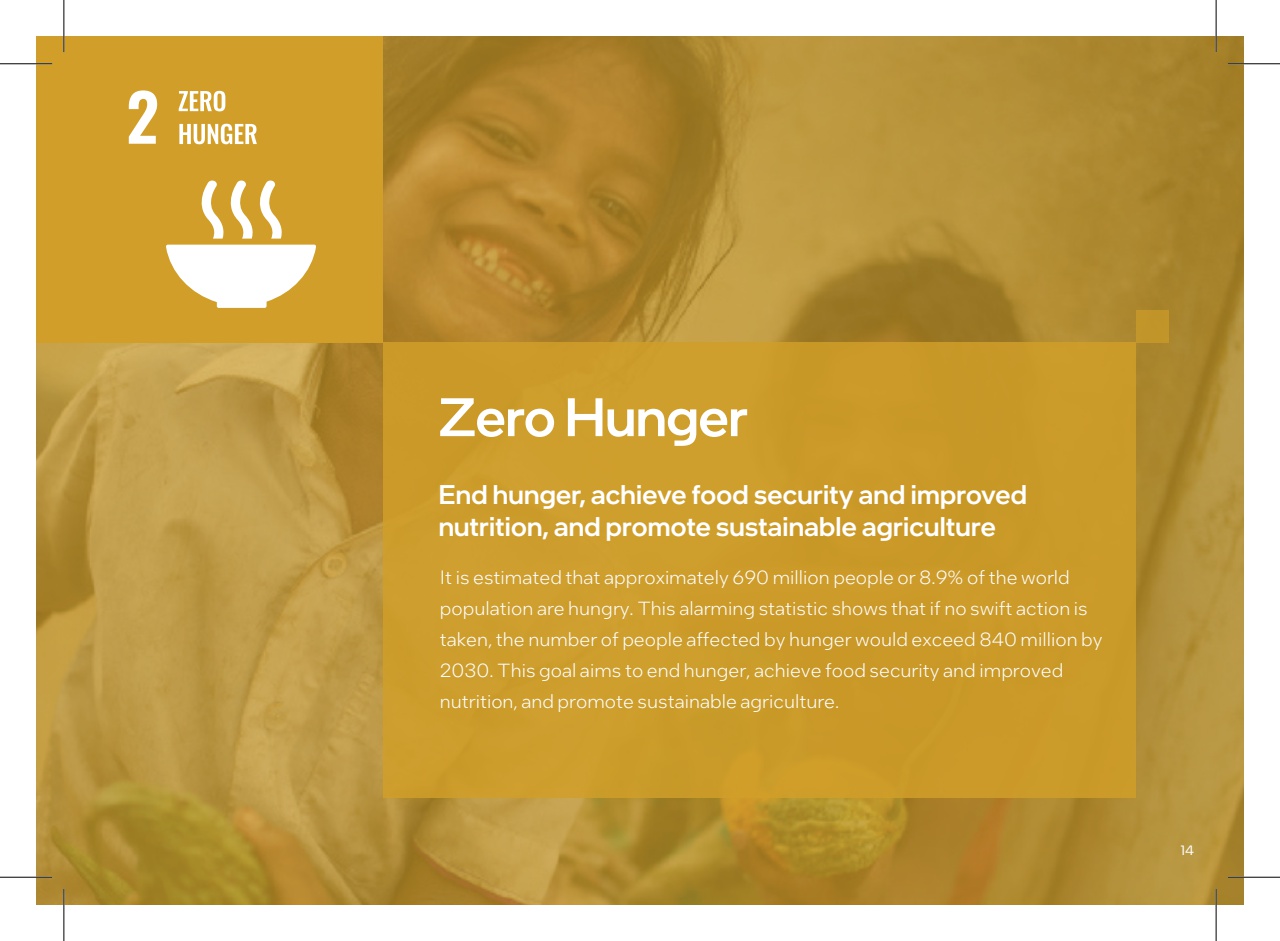 2
ZERO
HUNGER
Zero Hunger
End hunger, achieve food security and improved
nutrition, and promote sustainable agriculture
It is estimated that approximately 690 million people or 8.9% of the world
population are hungry. This alarming statistic shows that if no swift action is
taken, the number of people affected by hunger would exceed 840 million by
2030. This goal aims to end hunger, achieve food security and improved
nutrition, and promote sustainable agriculture.
14